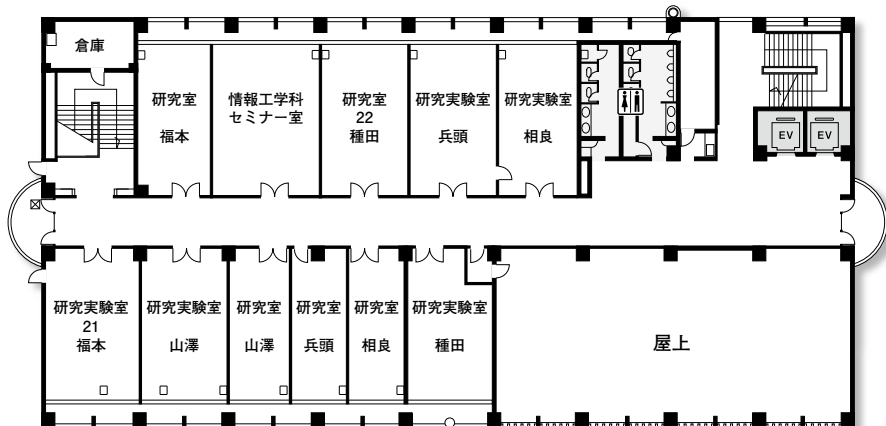 倉庫
研究室
福本
情報工学科
セミナー室
研究室
22
種田
研究実験室
兵頭
研究実験室
相良
EV
EV
研究実験室
21
福本
研究実験室
山澤
研究室
山澤
研究室
兵頭
研究室
相良
研究実験室
種田
屋上